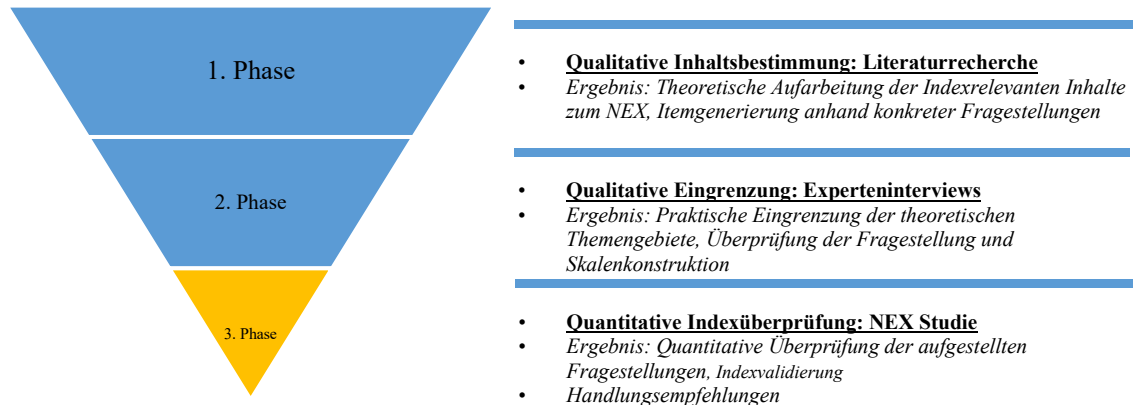 1. Phase
• Qualitative Inhaltsbestimmung: Literaturrecherche
• Ergebnis: Theoretische Aufarbeitung der Indexrelevanten Inhalte
zum NEX, Itemgenerierung anhand konkreter Fragestellungen
2. Phase
• Qualitative Eingrenzung: Experteninterviews
• Ergebnis: Praktische Eingrenzung der theoretischen
Themengebiete, Überprüfung der Fragestellung und
Skalenkonstruktion
3. Phase
• Quantitative Indexüberprüfung: NEX Studie
• Ergebnis: Quantitative Überprüfung der aufgestellten
Fragestellungen, Indexvalidierung
• Handlungsempfehlungen